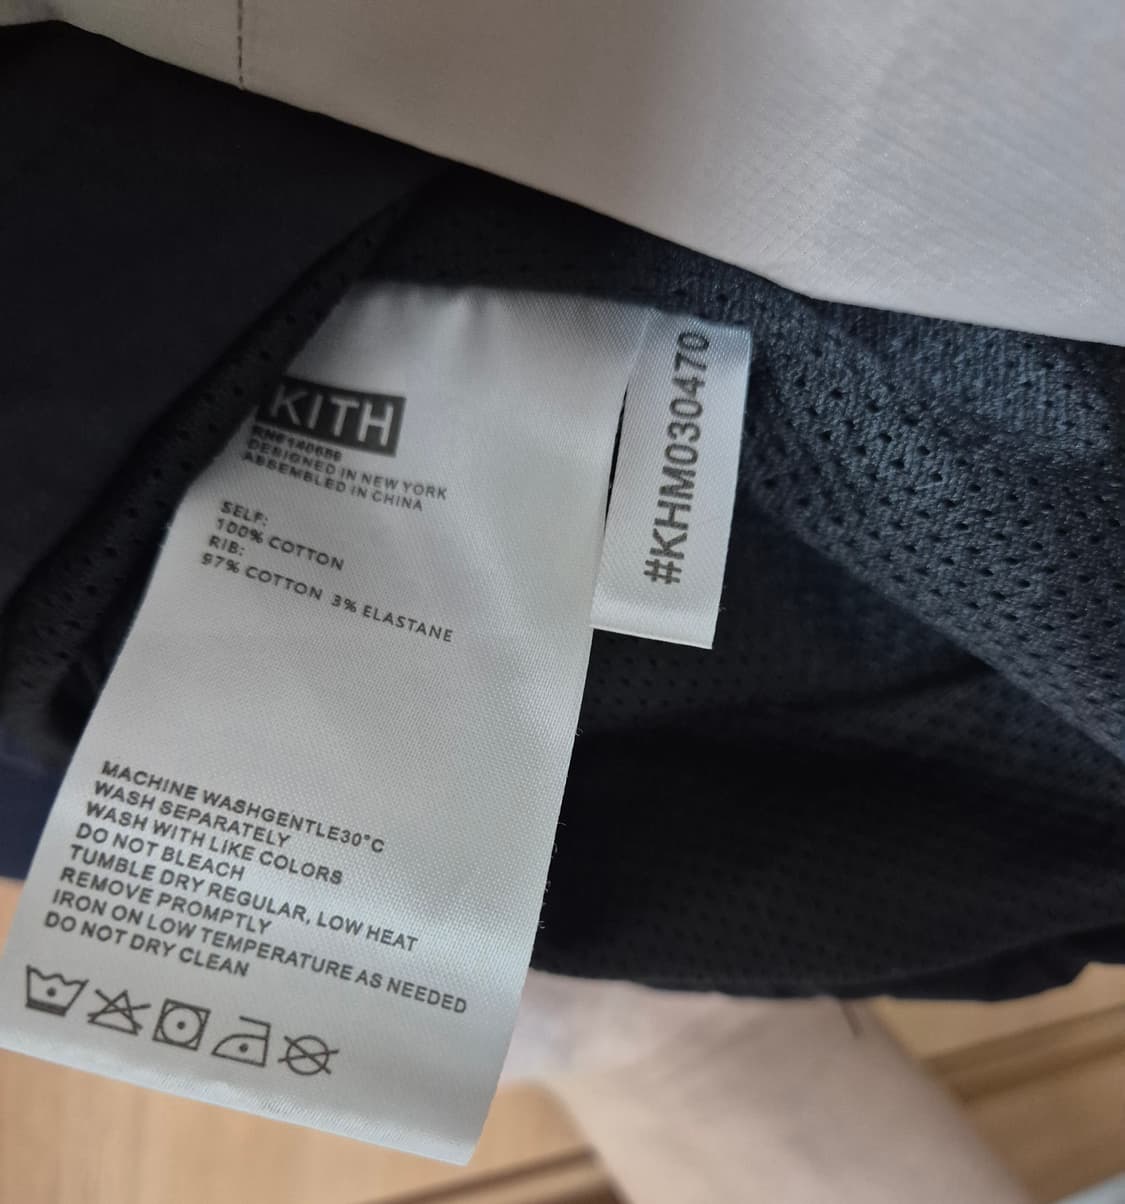 KITH
RN# 140686
DESIGNED IN NEW YORK
ASSEMBLED IN CHINA
SELF:
100% COTTON
RIB:
97% COTTON 3% ELASTANE
MACHINE WASHGENTLE30°C
WASH SEPARATELY
WASH WITH LIKE COLORS
DO NOT BLEACH
TUMBLE DRY REGULAR, LOW HEAT
REMOVE PROMPTLY
IRON ON LOW TEMPERATURE AS NEEDED
DO NOT DRY CLEAN
#KHM030470